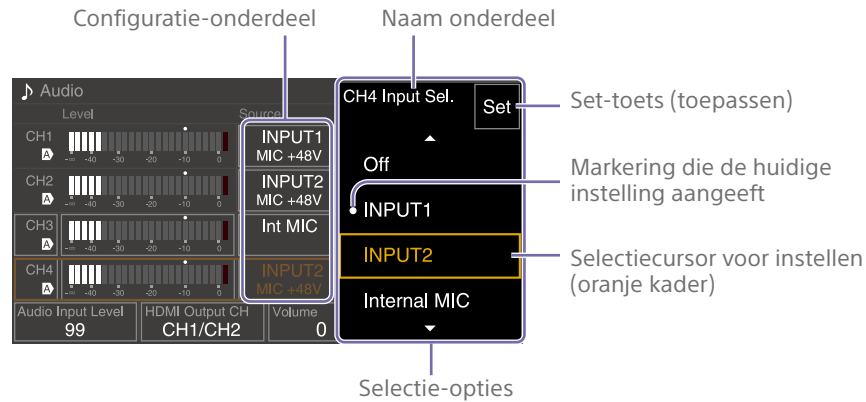 Configuratie-onderdeel
Naam onderdeel
Audio
Level
Source
CH1
A
-∞ -40 -30 -20 -10 0
INPUT1
MIC +48V
CH2
A
-∞ -40 -30 -20 -10 0
INPUT2
MIC +48V
CH3
A
-∞ -40 -30 -20 -10 0
Int MIC
CH4
A
-∞ -40 -30 -20 -10 0
INPUT2
MIC +48V
Audio Input Level
99
HDMI Output CH
CH1/CH2
Volume
0
CH4 Input Sel.
Set
Off
INPUT1
INPUT2
Internal MIC
Set-toets (toepassen)
Markering die de huidige
instelling aangeeft
Selectiecursor voor instellen
(oranje kader)
Selectie-opties